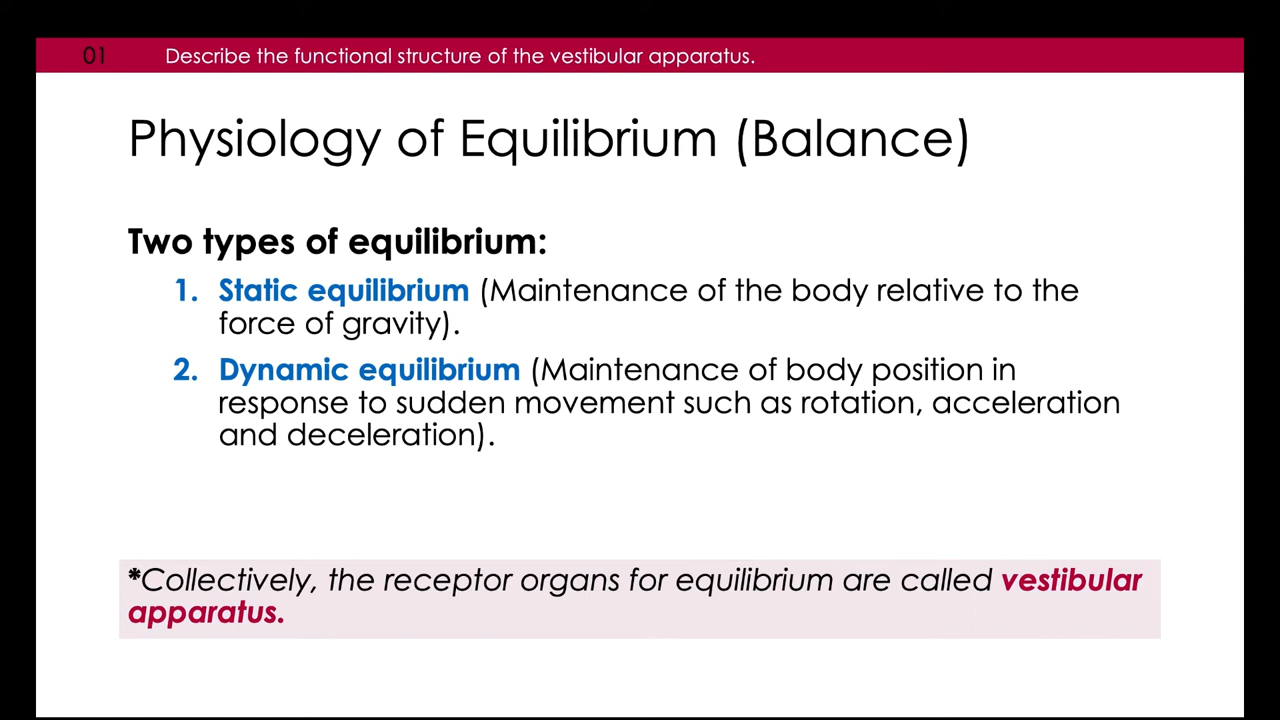 01 Describe the functional structure of the vestibular apparatus.
Physiology of Equilibrium (Balance)
Two types of equilibrium:
1. Static equilibrium (Maintenance of the body relative to the
force of gravity).
2. Dynamic equilibrium (Maintenance of body position in
response to sudden movement such as rotation, acceleration
and deceleration).
*Collectively, the receptor organs for equilibrium are called vestibular
apparatus.